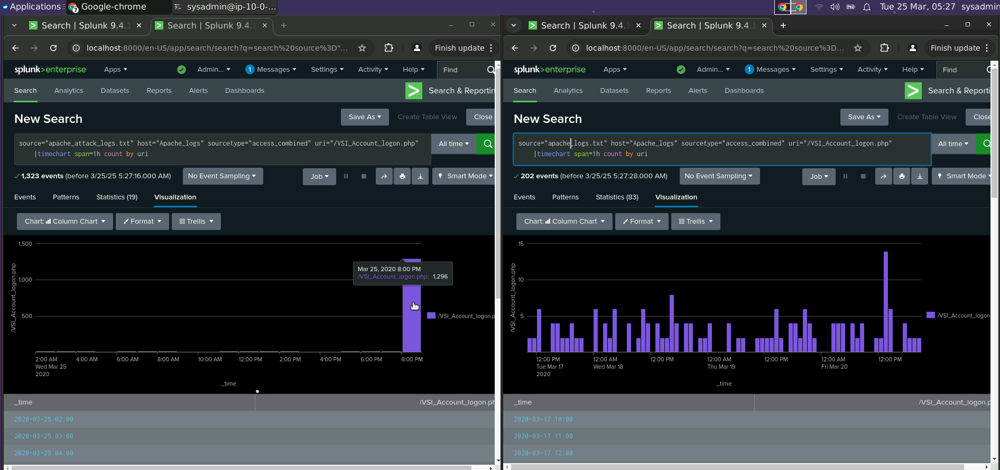 Applications
Google-chrome
sysadmin@ip-10-0-...
Tue 25 Mar, 05:27 sysadmin
Search | Splunk 9.4.1
Search | Splunk 9.4.1
localhost:8000/en-US/app/search/search?q=search%20source%3D"...
Finish update
splunk>enterprise
Apps
Admin...
1 Messages
Settings
Activity
Help
Find
Search
Analytics
Datasets
Reports
Alerts
Dashboards
> Search & Reportin
New Search
Save As
Create Table View
Close
source="apache_attack_logs.txt" host="Apache_logs" sourcetype="access_combined" uri="/VSI_Account_logon.php"
|timechart span=1h count by uri
All time
1,323 events (before 3/25/25 5:27:16.000 AM)
No Event Sampling
Job
Smart Mode
Events
Patterns
Statistics (19)
Visualization
Chart: Column Chart
Format
Trellis
1,500
1,000
500
/VSI_Account_logon.php
Mar 25, 2020 8:00 PM
/VSI_Account_logon.php: 1,296
/VSI_Account_logon.p
2:00 AM
Wed Mar 25
2020
4:00 AM
6:00 AM
8:00 AM
10:00 AM
12:00 PM
2:00 PM
4:00 PM
6:00 PM
8:00 PM
_time
_time
/VSI_Account_logon.ph
2020-03-25 02:00
2020-03-25 03:00
2020-03-25 04:00
Search | Splunk 9.4.1
Search | Splunk 9.4.1
localhost:8000/en-US/app/search/search?q=search%20source%3D...
Finish update
splunk>enterprise
Apps
Admin...
1 Messages
Settings
Activity
Help
Find
Search
Analytics
Datasets
Reports
Alerts
Dashboards
> Search & Reporti
New Search
Save As
Create Table View
Close
source="apache_logs.txt" host="Apache_logs" sourcetype="access_combined" uri="/VSI_Account_logon.php"
|timechart span=1h count by uri
All time
202 events (before 3/25/25 5:27:28.000 AM)
No Event Sampling
Job
Smart Mode
Events
Patterns
Statistics (83)
Visualization
Chart: Column Chart
Format
Trellis
15
10
5
/VSI_Account_logon.php
/VSI_Account_logon
12:00 PM
Tue Mar 17
2020
12:00 AM
Wed Mar 18
12:00 PM
12:00 AM
Thu Mar 19
12:00 PM
12:00 AM
Fri Mar 20
12:00 PM
_time
_time
/VSI_Account_logon.p
2020-03-17 10:00
2020-03-17 11:00
2020-03-17 12:00